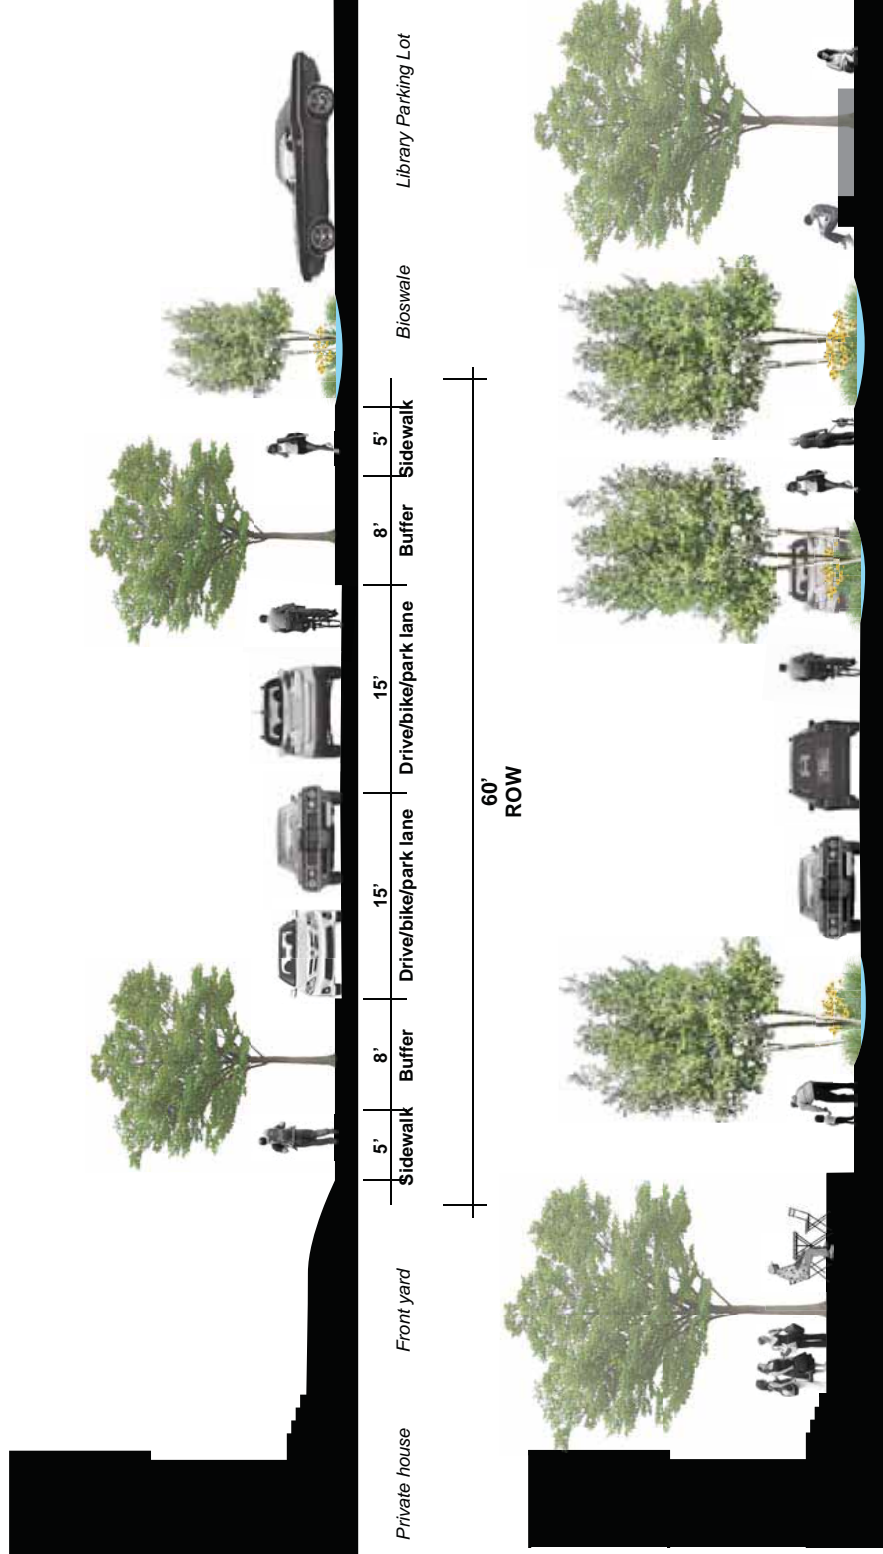 Private house
Front yard
5’
Sidewalk
8’
Buffer
15’
Drive/bike/park lane
15’
Drive/bike/park lane
8’
Buffer
5’
Sidewalk
Bioswale
Library Parking Lot
60’
ROW